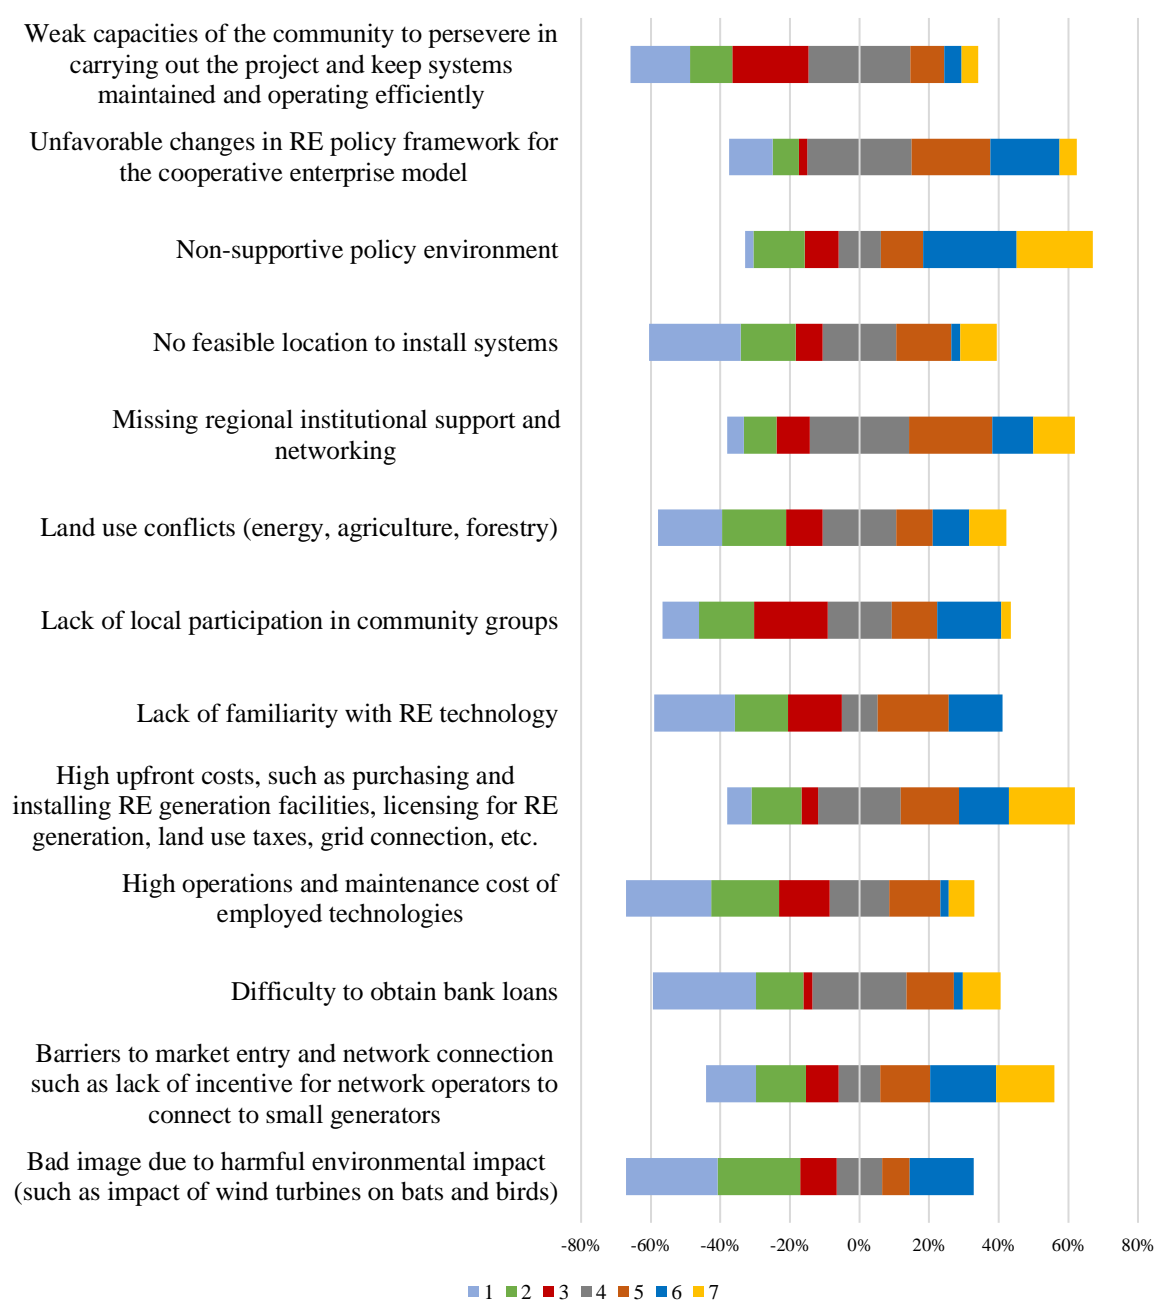 Weak capacities of the community to persevere in
carrying out the project and keep systems
maintained and operating efficiently
Unfavorable changes in RE policy framework for
the cooperative enterprise model
Non-supportive policy environment
No feasible location to install systems
Missing regional institutional support and
networking
Land use conflicts (energy, agriculture, forestry)
Lack of local participation in community groups
Lack of familiarity with RE technology
High upfront costs, such as purchasing and
installing RE generation facilities, licensing for RE
generation, land use taxes, grid connection, etc.
High operations and maintenance cost of
employed technologies
Difficulty to obtain bank loans
Barriers to market entry and network connection
such as lack of incentive for network operators to
connect to small generators
Bad image due to harmful environmental impact
(such as impact of wind turbines on bats and birds)
-80% -60% -40% -20% 0% 20% 40% 60% 80%
1 2 3 4 5 6 7